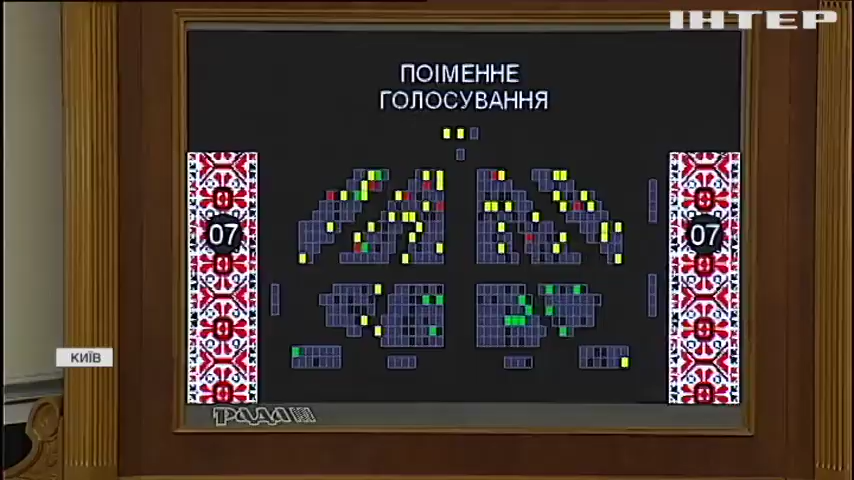 ІНТЕР
ПОІМЕННЕ
ГОЛОСУВАННЯ
07
07
КИЇВ
РАДА